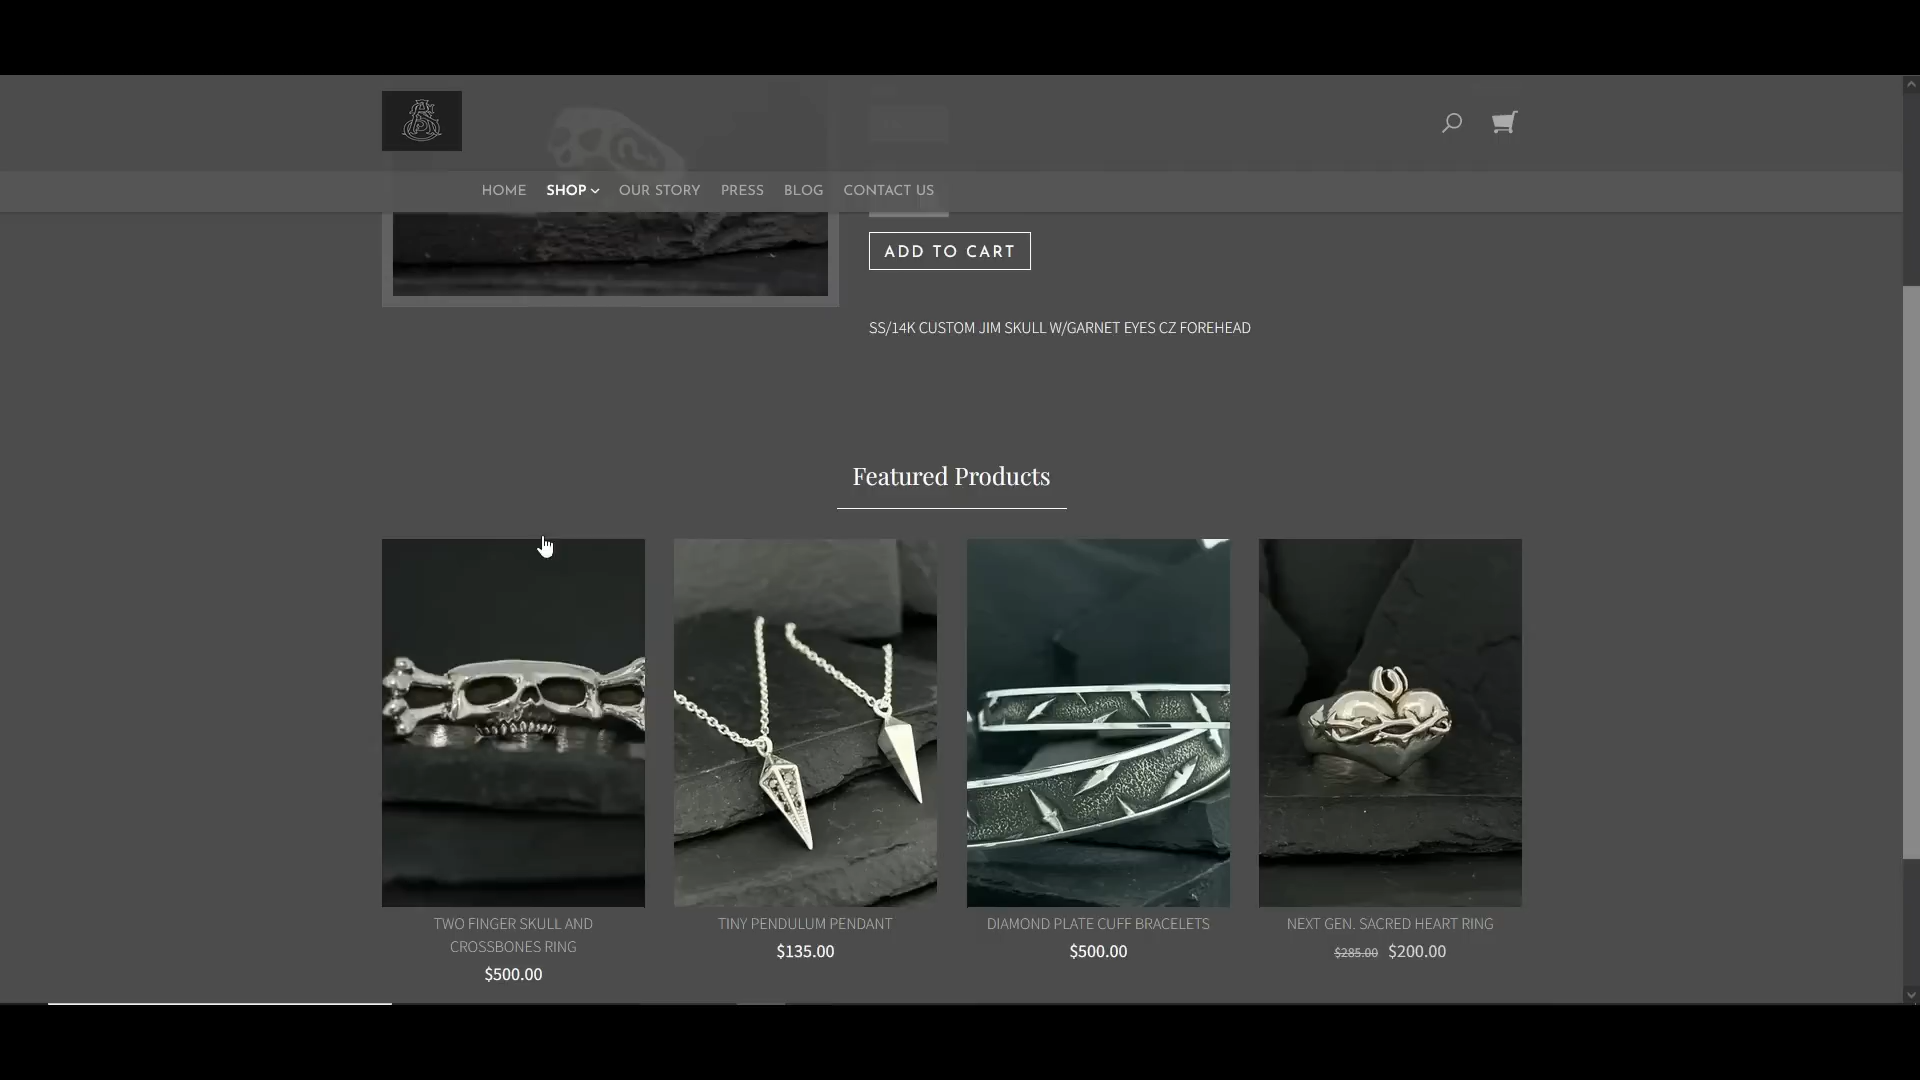 HOME SHOP OUR STORY PRESS BLOG CONTACT US
ADD TO CART
SS/14K CUSTOM JIM SKULL W/GARNET EYES CZ FOREHEAD
Featured Products
TWO FINGER SKULL AND
CROSSBONES RING
$500.00
TINY PENDULUM PENDANT
$135.00
DIAMOND PLATE CUFF BRACELETS
$500.00
NEXT GEN. SACRED HEART RING
$285.00 $200.00